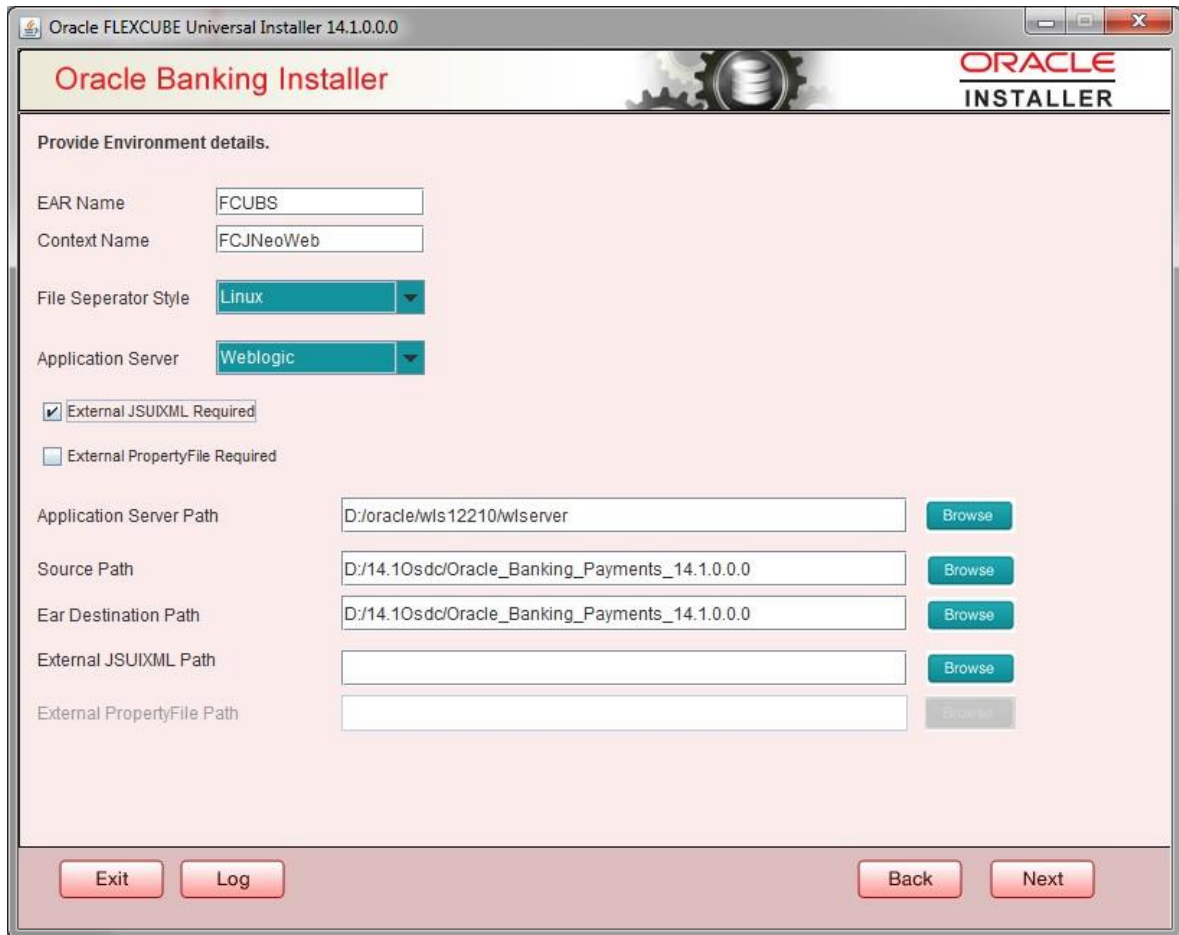 Oracle FLEXCUBE Universal Installer 14.1.0.0.0
Oracle Banking Installer
ORACLE
INSTALLER
Provide Environment details.
EAR Name FCUBS
Context Name FCJNeoWeb
File Seperator Style Linux
Application Server Weblogic
External JSUIXML Required
External PropertyFile Required
Application Server Path D:/oracle/wls12210/wlserver Browse
Source Path D:/14.1Osdc/Oracle_Banking_Payments_14.1.0.0.0 Browse
Ear Destination Path D:/14.1Osdc/Oracle_Banking_Payments_14.1.0.0.0 Browse
External JSUIXML Path Browse
External PropertyFile Path Browse
Exit Log Back Next